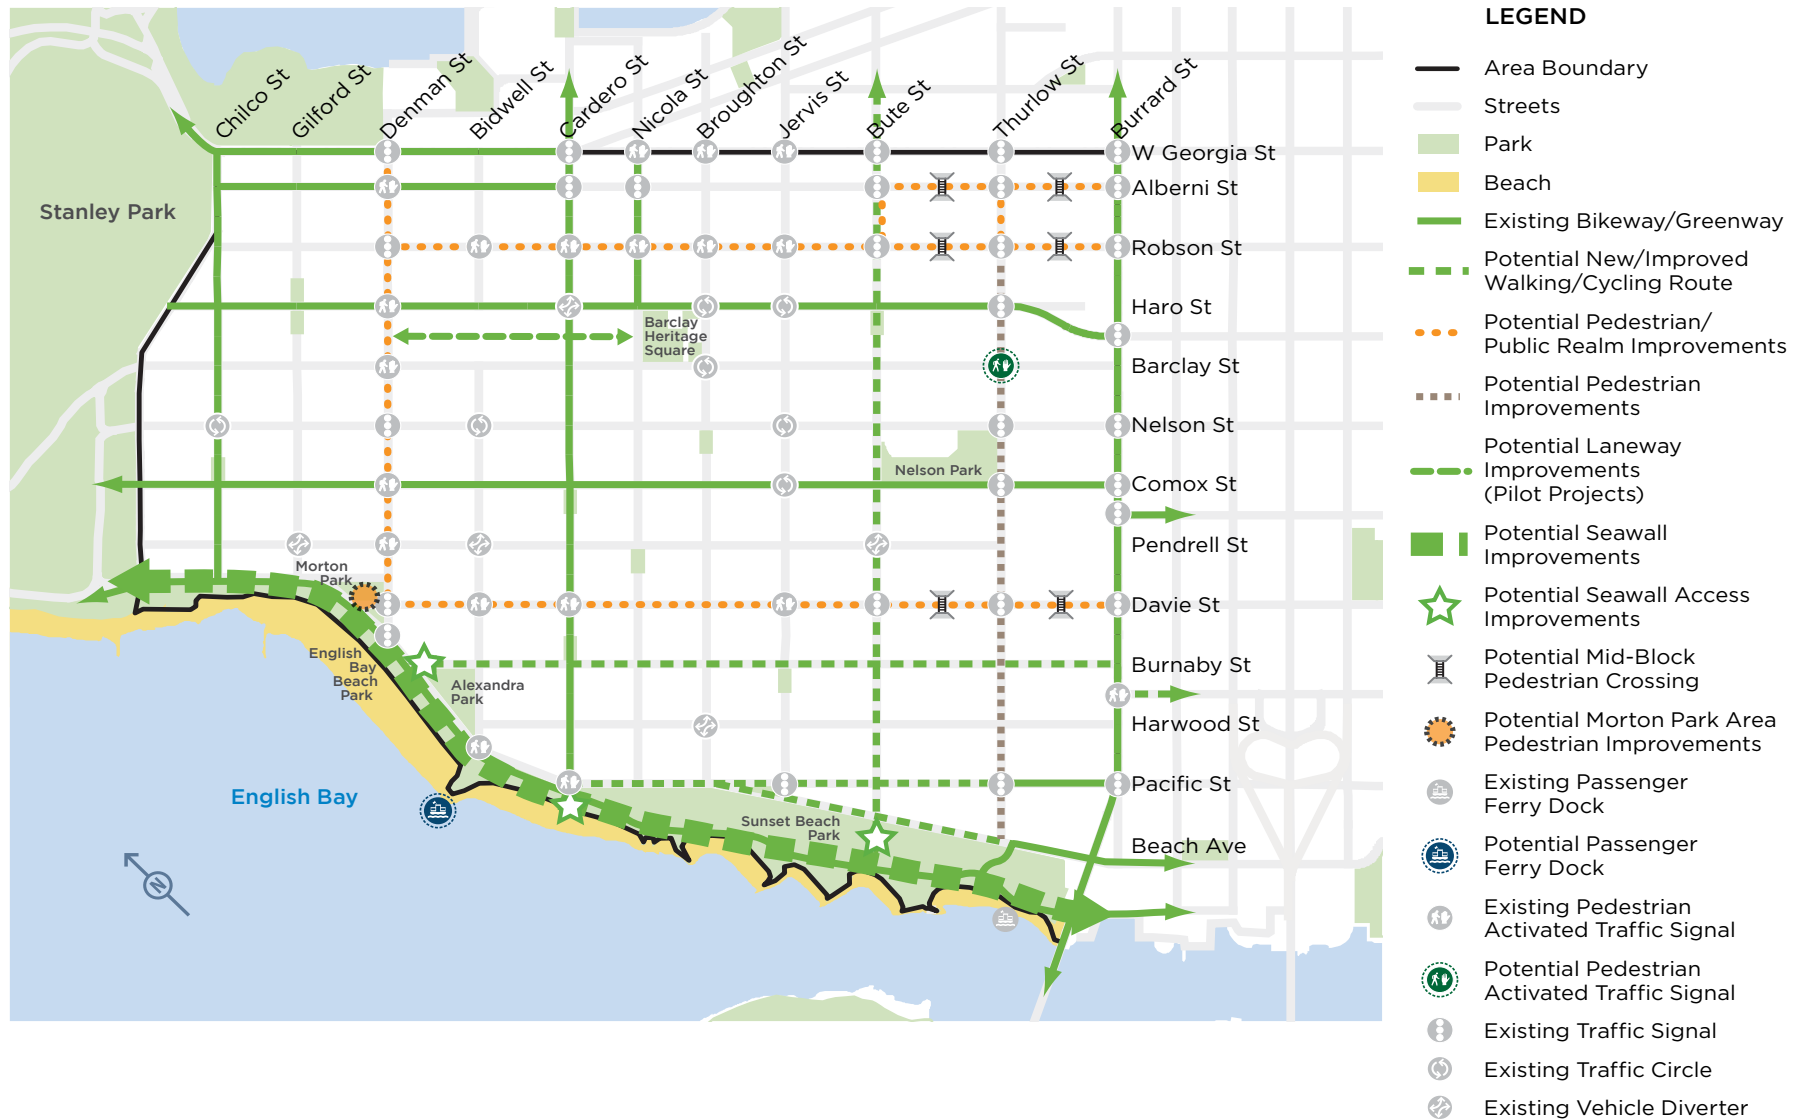 LEGEND
Area Boundary
Streets
Park
Beach
Existing Bikeway/Greenway
Potential New/Improved
Walking/Cycling Route
Potential Pedestrian/
Public Realm Improvements
Potential Pedestrian
Improvements
Potential Laneway
Improvements
(Pilot Projects)
Potential Seawall
Improvements
Potential Seawall Access
Improvements
Potential Mid-Block
Pedestrian Crossing
Potential Morton Park Area
Pedestrian Improvements
Existing Passenger
Ferry Dock
Potential Passenger
Ferry Dock
Existing Pedestrian
Activated Traffic Signal
Potential Pedestrian
Activated Traffic Signal
Existing Traffic Signal
Existing Traffic Circle
Existing Vehicle Diverter
Chilco St
Gilford St
Denman St
Bidwell St
Cardero St
Nicola St
Broughton St
Jervis St
Bute St
Thurlow St
Burrard St
W Georgia St
Alberni St
Robson St
Haro St
Barclay St
Nelson St
Comox St
Pendrell St
Davie St
Burnaby St
Harwood St
Pacific St
Beach Ave
Stanley Park
Barclay
Heritage
Square
Nelson Park
Morton
Park
English
Bay
Beach
Park
Alexandra
Park
Sunset Beach
Park
English Bay
N